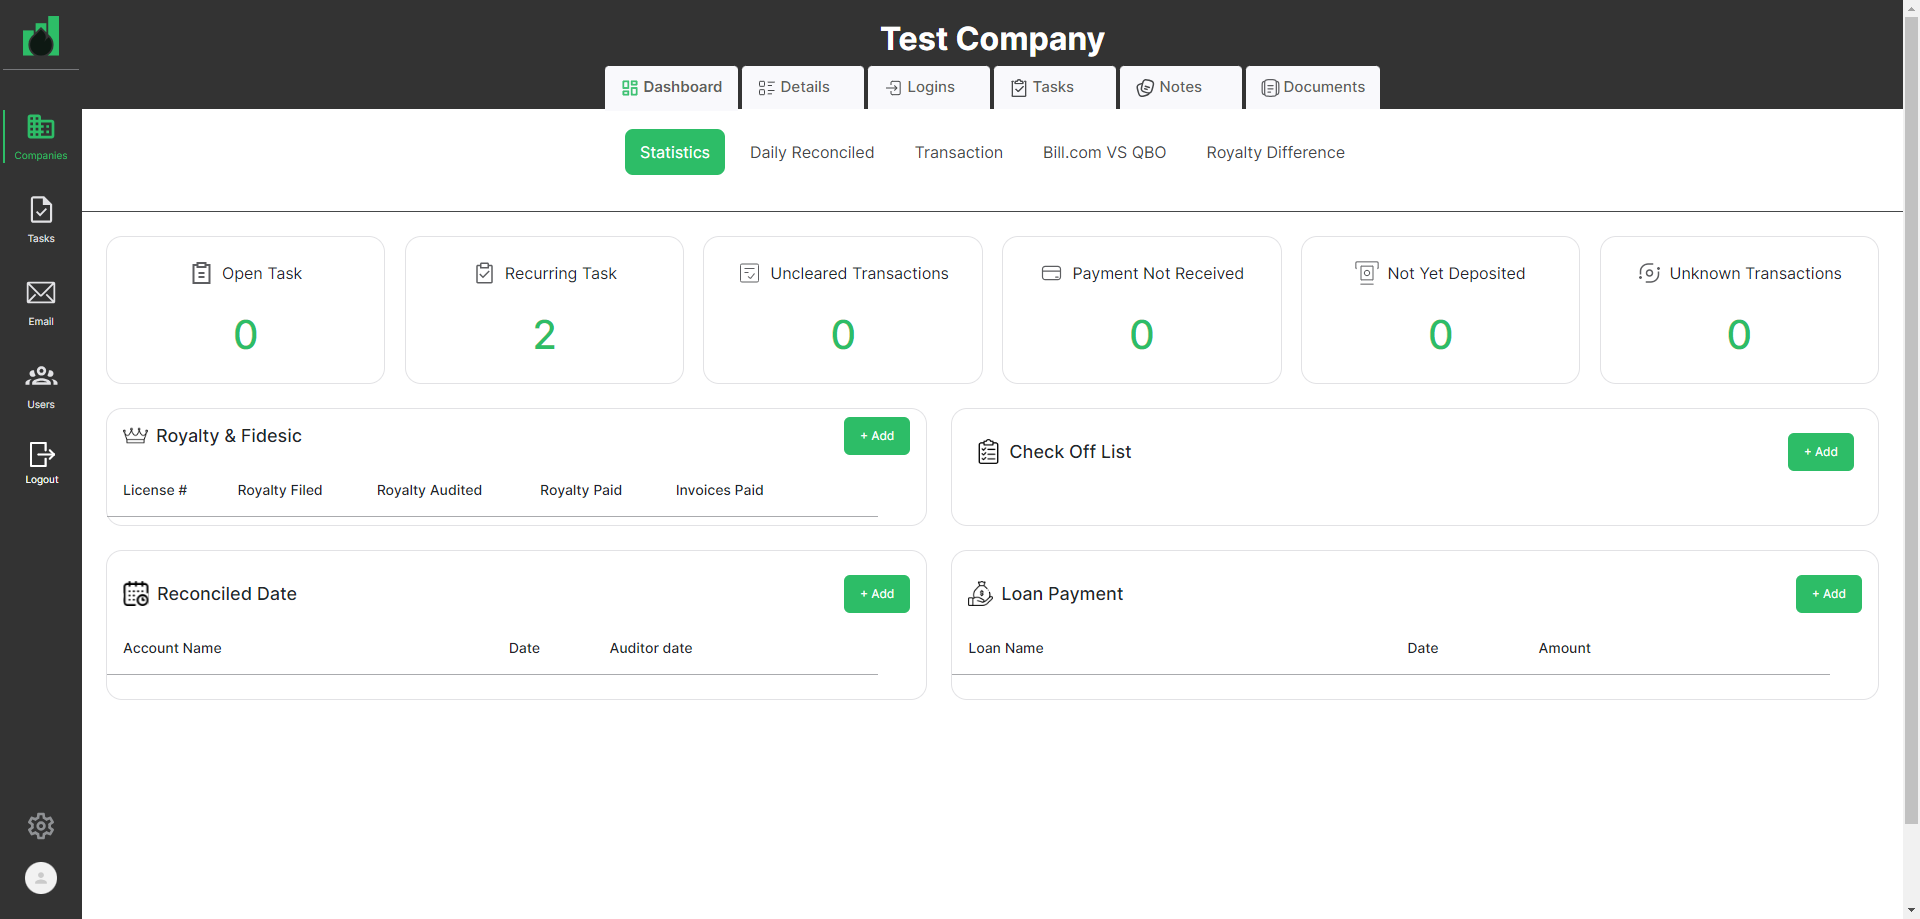 Test Company
Dashboard
Details
Logins
Tasks
Notes
Documents
Companies
Tasks
Email
Users
Logout
Statistics
Daily Reconciled
Transaction
Bill.com VS QBO
Royalty Difference
Open Task
0
Recurring Task
2
Uncleared Transactions
0
Payment Not Received
0
Not Yet Deposited
0
Unknown Transactions
0
Royalty & Fidesic
+ Add
License # Royalty Filed Royalty Audited Royalty Paid Invoices Paid
Check Off List
+ Add
Reconciled Date
+ Add
Account Name Date Auditor date
Loan Payment
+ Add
Loan Name Date Amount